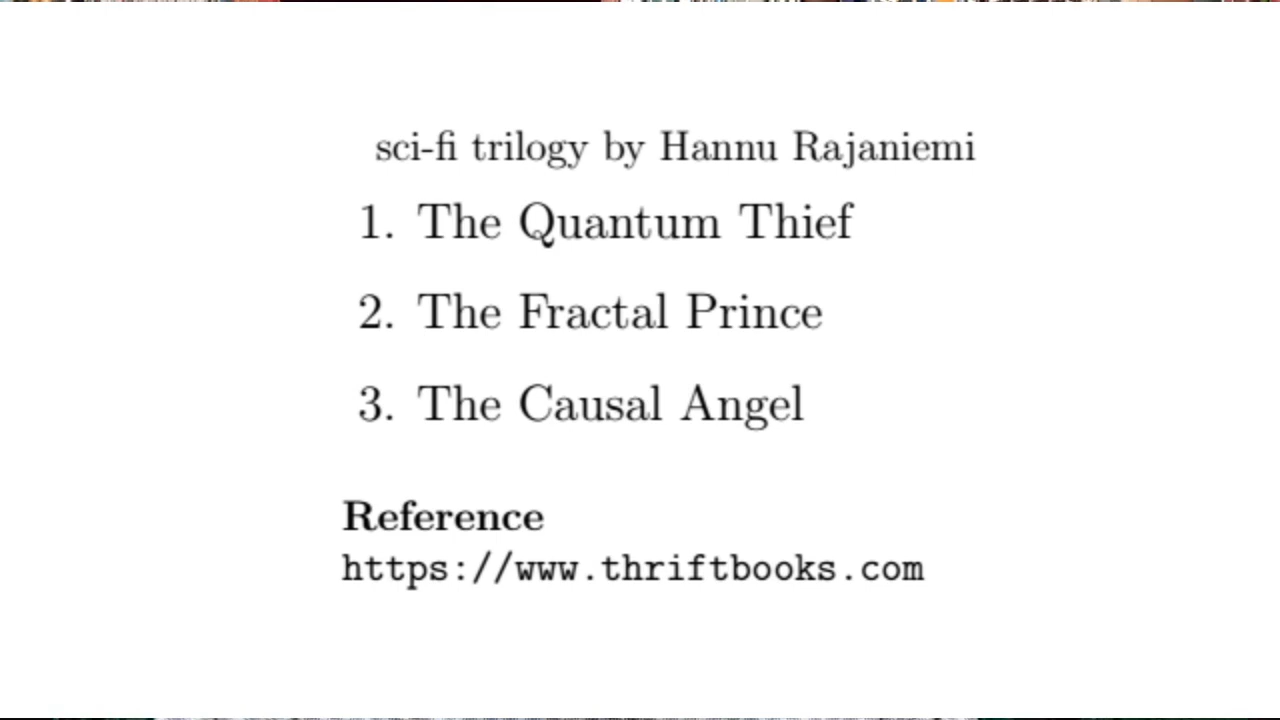 sci-fi trilogy by Hannu Rajaniemi
1. The Quantum Thief
2. The Fractal Prince
3. The Causal Angel
Reference
https://www.thriftbooks.com